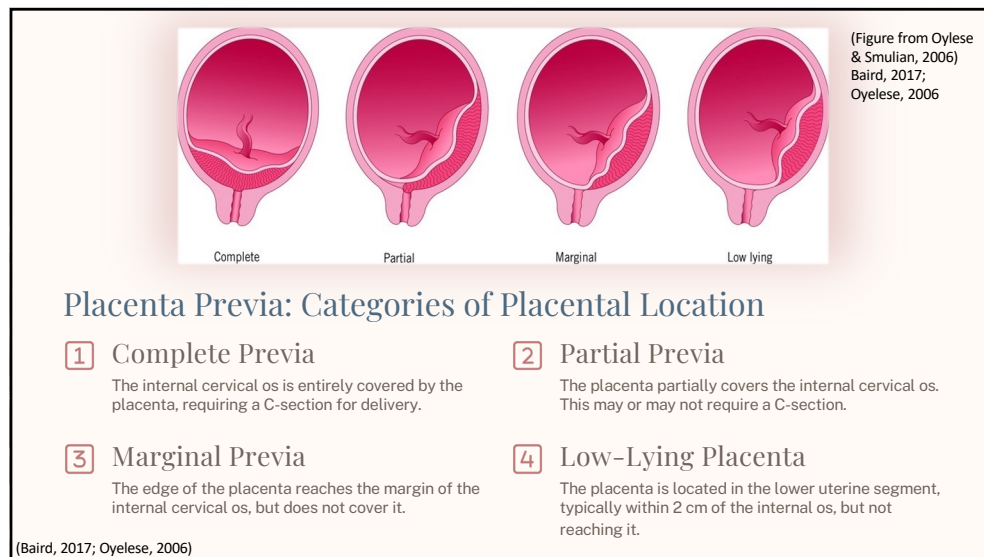 (Figure from Oylese
& Smulian, 2006)
Baird, 2017;
Oyelese, 2006
Complete
Partial
Marginal
Low lying
Placenta Previa: Categories of Placental Location
1 Complete Previa
The internal cervical os is entirely covered by the
placenta, requiring a C-section for delivery.
2 Partial Previa
The placenta partially covers the internal cervical os.
This may or may not require a C-section.
3 Marginal Previa
The edge of the placenta reaches the margin of the
internal cervical os, but does not cover it.
4 Low-Lying Placenta
The placenta is located in the lower uterine segment,
typically within 2 cm of the internal os, but not
reaching it.
(Baird, 2017; Oyelese, 2006)